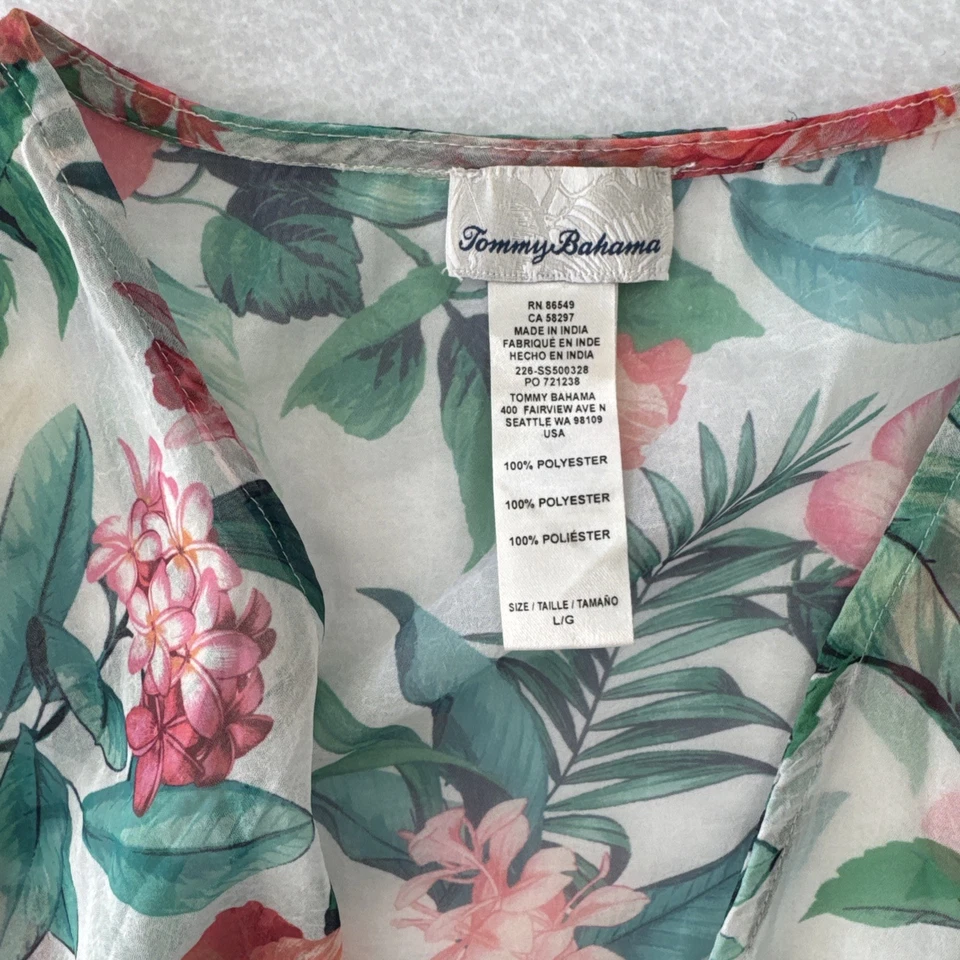 Tommy Bahama
RN 86549
CA 58297
MADE IN INDIA
FABRIQUÉ EN INDE
HECHO EN INDIA
226-SS500328
PO 721238
TOMMY BAHAMA
400 FAIRVIEW AVE N
SEATTLE WA 98109
USA
100% POLYESTER
100% POLYESTER
100% POLIÉSTER
SIZE / TAILLE / TAMAÑO
L/G